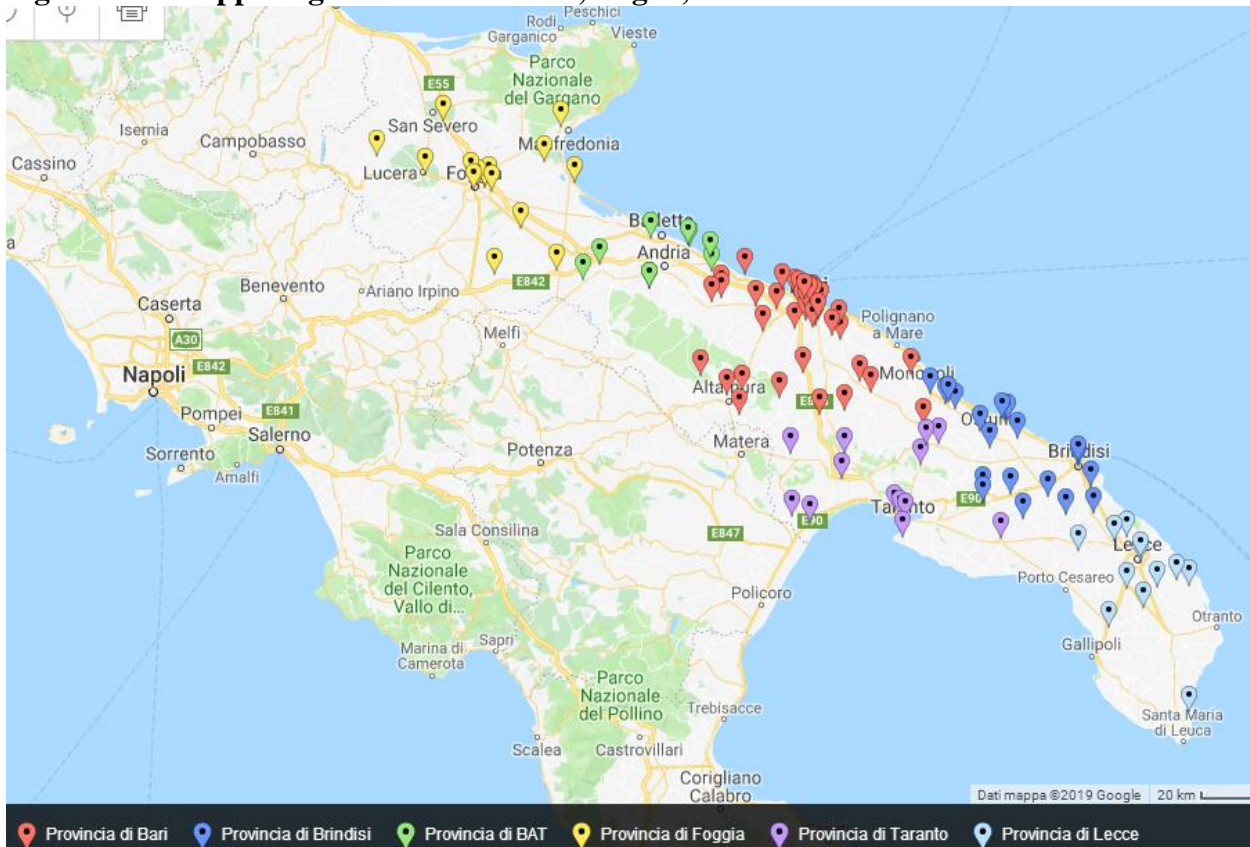 Peschici
Rodi
Garganico
Vieste
Parco
Nazionale
del Gargano
E55
San Severo
Isernia
Campobasso
Manfredonia
Cassino
Lucera
Barletta
Andria
E842
Benevento
Ariano Irpino
Caserta
Melfi
Polignano
a Mare
A30
E842
Napoli
Monopoli
Altamura
Pompei
E841
Salerno
Matera
Potenza
Brindisi
Sorrento
Amalfi
Taranto
E90
E90
E847
Sala Consilina
Lecce
Parco
Nazionale
del Cilento,
Vallo di...
Porto Cesareo
Policoro
Otranto
Marina di
Camerota
Sapri
Gallipoli
Parco
Nazionale
del Pollino
Trebisacce
Santa Maria
di Leuca
Scalea
Castrovillari
Corigliano
Calabro
Dati mappa ©2019 Google
20 km
Provincia di Bari
Provincia di Brindisi
Provincia di BAT
Provincia di Foggia
Provincia di Taranto
Provincia di Lecce